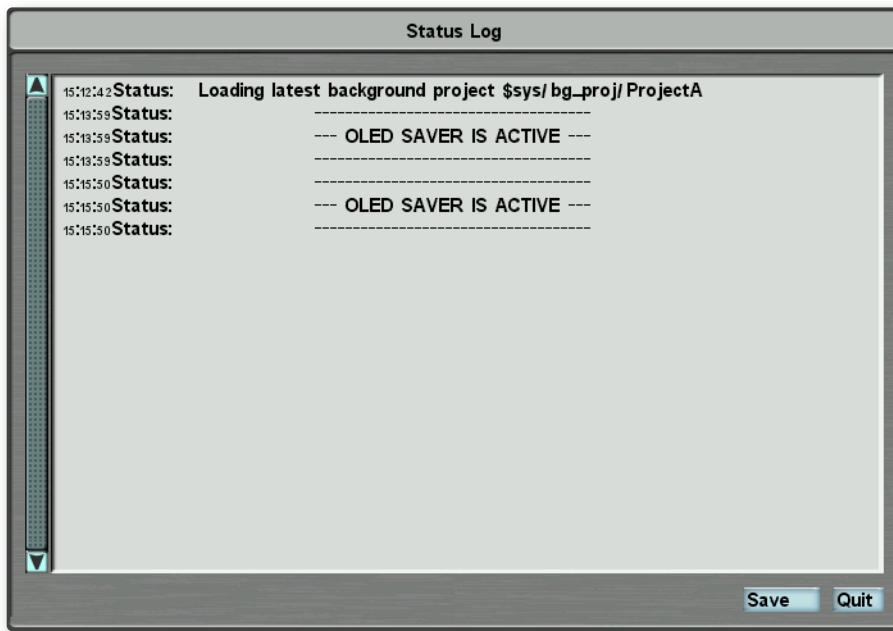 Status Log
15:12:42 Status: Loading latest background project $sys/bg_proj/ProjectA
15:13:59 Status: ------------------------------------
15:13:59 Status: --- OLED SAVER IS ACTIVE ---
15:13:59 Status: ------------------------------------
15:15:50 Status: ------------------------------------
15:15:50 Status: --- OLED SAVER IS ACTIVE ---
15:15:50 Status: ------------------------------------
Save Quit